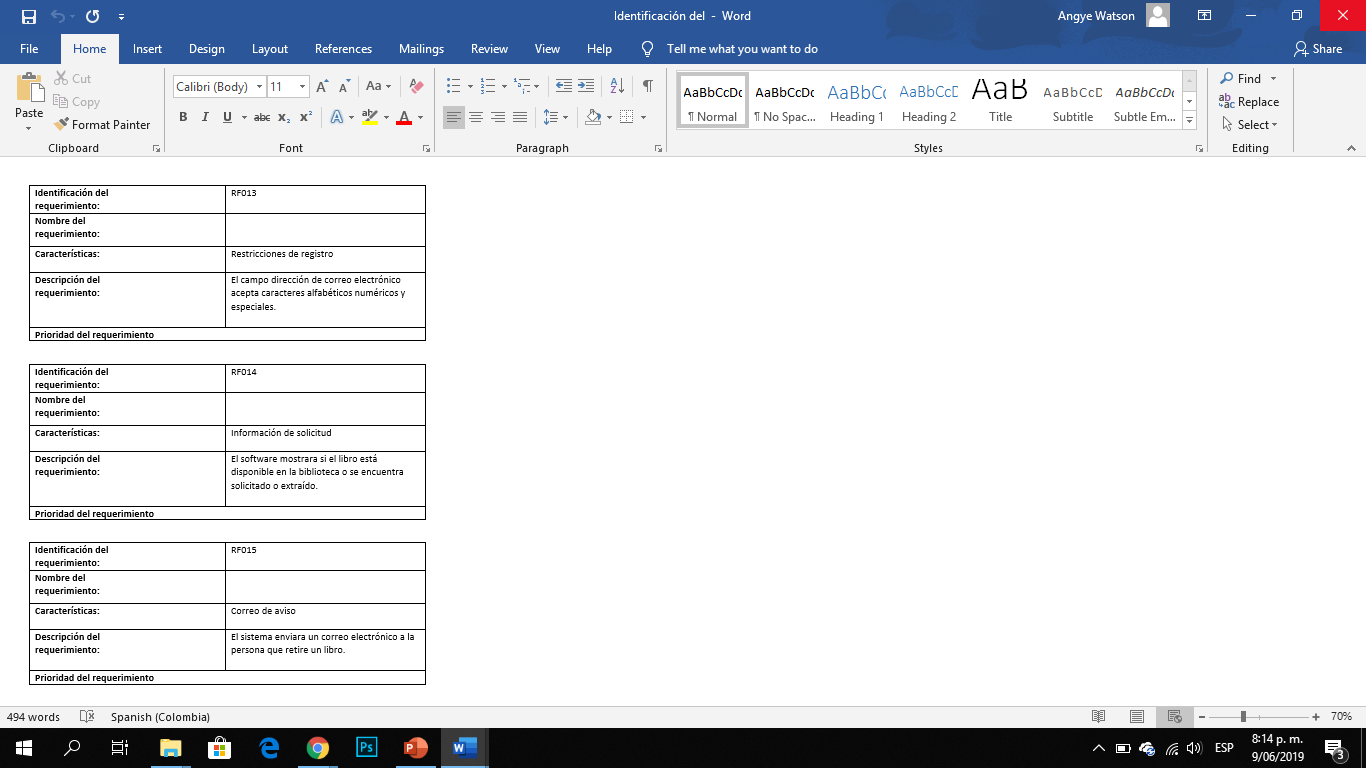 Identificación del - Word
Angye Watson
File Home Insert Design Layout References Mailings Review View Help Tell me what you want to do Share
Paste
Cut
Copy
Format Painter
Clipboard
Calibri (Body) 11
Font
Paragraph
AaBbCcDc AaBbCcDc AaBbCc AaBbCcC AaB AaBbCcD AaBbCcDc
¶ Normal ¶ No Spac... Heading 1 Heading 2 Title Subtitle Subtle Em...
Styles
Find
Replace
Select
Editing
Identificación del
requerimiento:
RF013
Nombre del
requerimiento:
Características:
Restricciones de registro
Descripción del
requerimiento:
El campo dirección de correo electrónico
acepta caracteres alfabéticos numéricos y
especiales.
Prioridad del requerimiento
Identificación del
requerimiento:
RF014
Nombre del
requerimiento:
Características:
Información de solicitud
Descripción del
requerimiento:
El software mostrara si el libro está
disponible en la biblioteca o se encuentra
solicitado o extraído.
Prioridad del requerimiento
Identificación del
requerimiento:
RF015
Nombre del
requerimiento:
Características:
Correo de aviso
Descripción del
requerimiento:
El sistema enviara un correo electrónico a la
persona que retire un libro.
Prioridad del requerimiento
494 words Spanish (Colombia) 70%
ESP
8:14 p. m.
9/06/2019
3